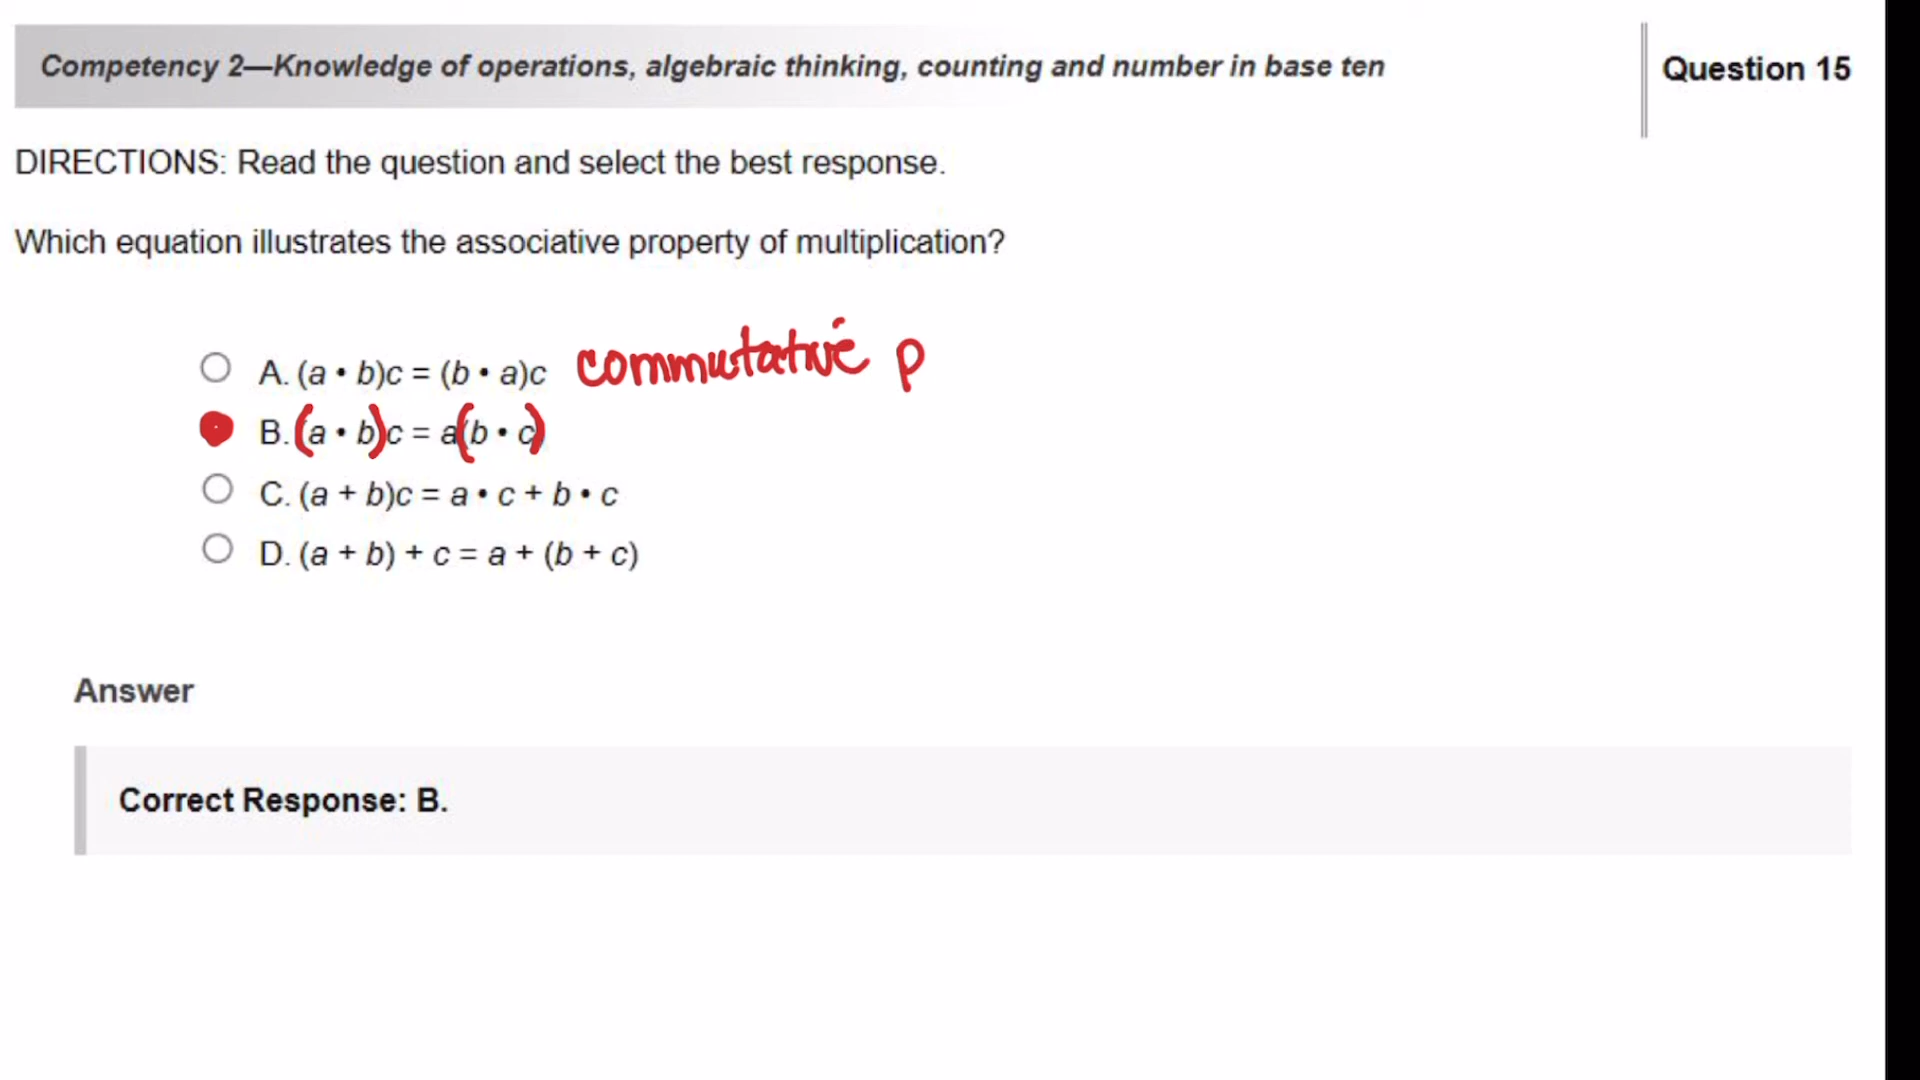 Competency 2—Knowledge of operations, algebraic thinking, counting and number in base ten
Question 15
DIRECTIONS: Read the question and select the best response.
Which equation illustrates the associative property of multiplication?
A. (a • b)c = (b • a)c commutative p
B. (a • b)c = a(b • c)
C. (a + b)c = a • c + b • c
D. (a + b) + c = a + (b + c)
Answer
Correct Response: B.